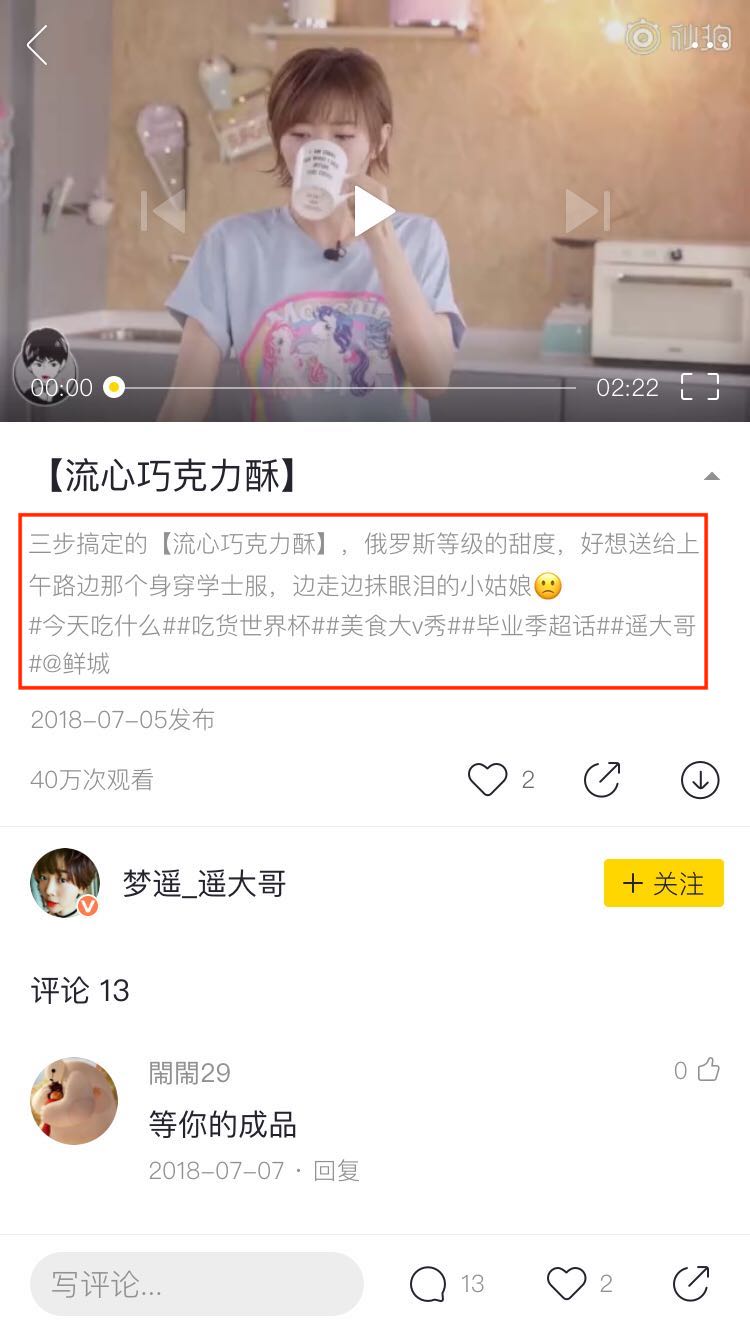 秒拍
00:00
02:22
【流心巧克力酥】
三步搞定的【流心巧克力酥】，俄罗斯等级的甜度，好想送给上
午路边那个身穿学士服，边走边抹眼泪的小姑娘🙁
#今天吃什么##吃货世界杯##美食大v秀##毕业季超话##遥大哥
#@鲜城
2018-07-05发布
40万次观看
2
梦遥_遥大哥
+ 关注
评论 13
閙閙29
0
等你的成品
2018-07-07 · 回复
写评论...
13
2